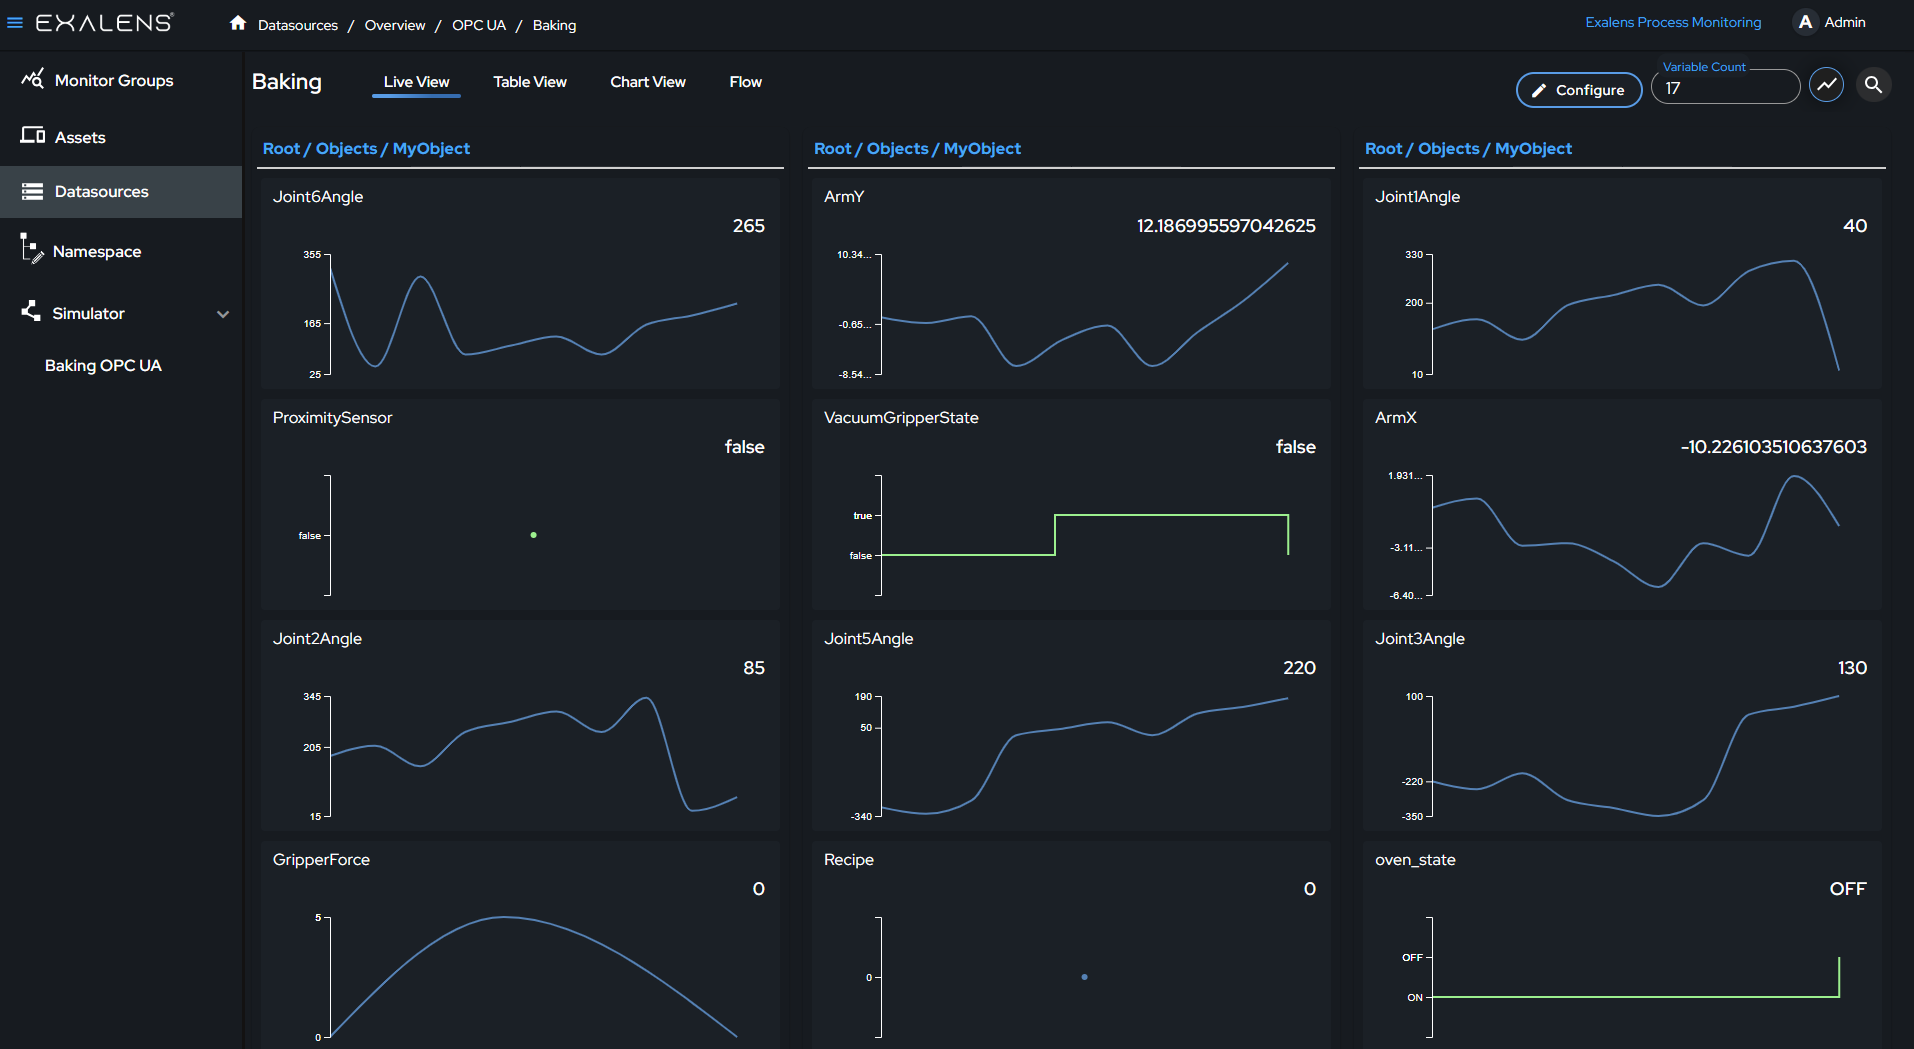 EXALENS®
Datasources / Overview / OPC UA / Baking
Exalens Process Monitoring
A Admin
Monitor Groups
Assets
Datasources
Namespace
Simulator
Baking OPC UA
Baking
Live View
Table View
Chart View
Flow
Configure
Variable Count
17
Root / Objects / MyObject
Joint6Angle
265
355
165
25
ProximitySensor
false
false
Joint2Angle
85
345
205
15
GripperForce
0
5
0
Root / Objects / MyObject
ArmY
12.186995597042625
10.34...
-0.65...
-8.54...
VacuumGripperState
false
true
false
Joint5Angle
220
190
50
-340
Recipe
0
0
Root / Objects / MyObject
Joint1Angle
40
330
200
10
ArmX
-10.226103510637603
1.931...
-3.11...
-6.40...
Joint3Angle
130
100
-220
-350
oven_state
OFF
OFF
ON